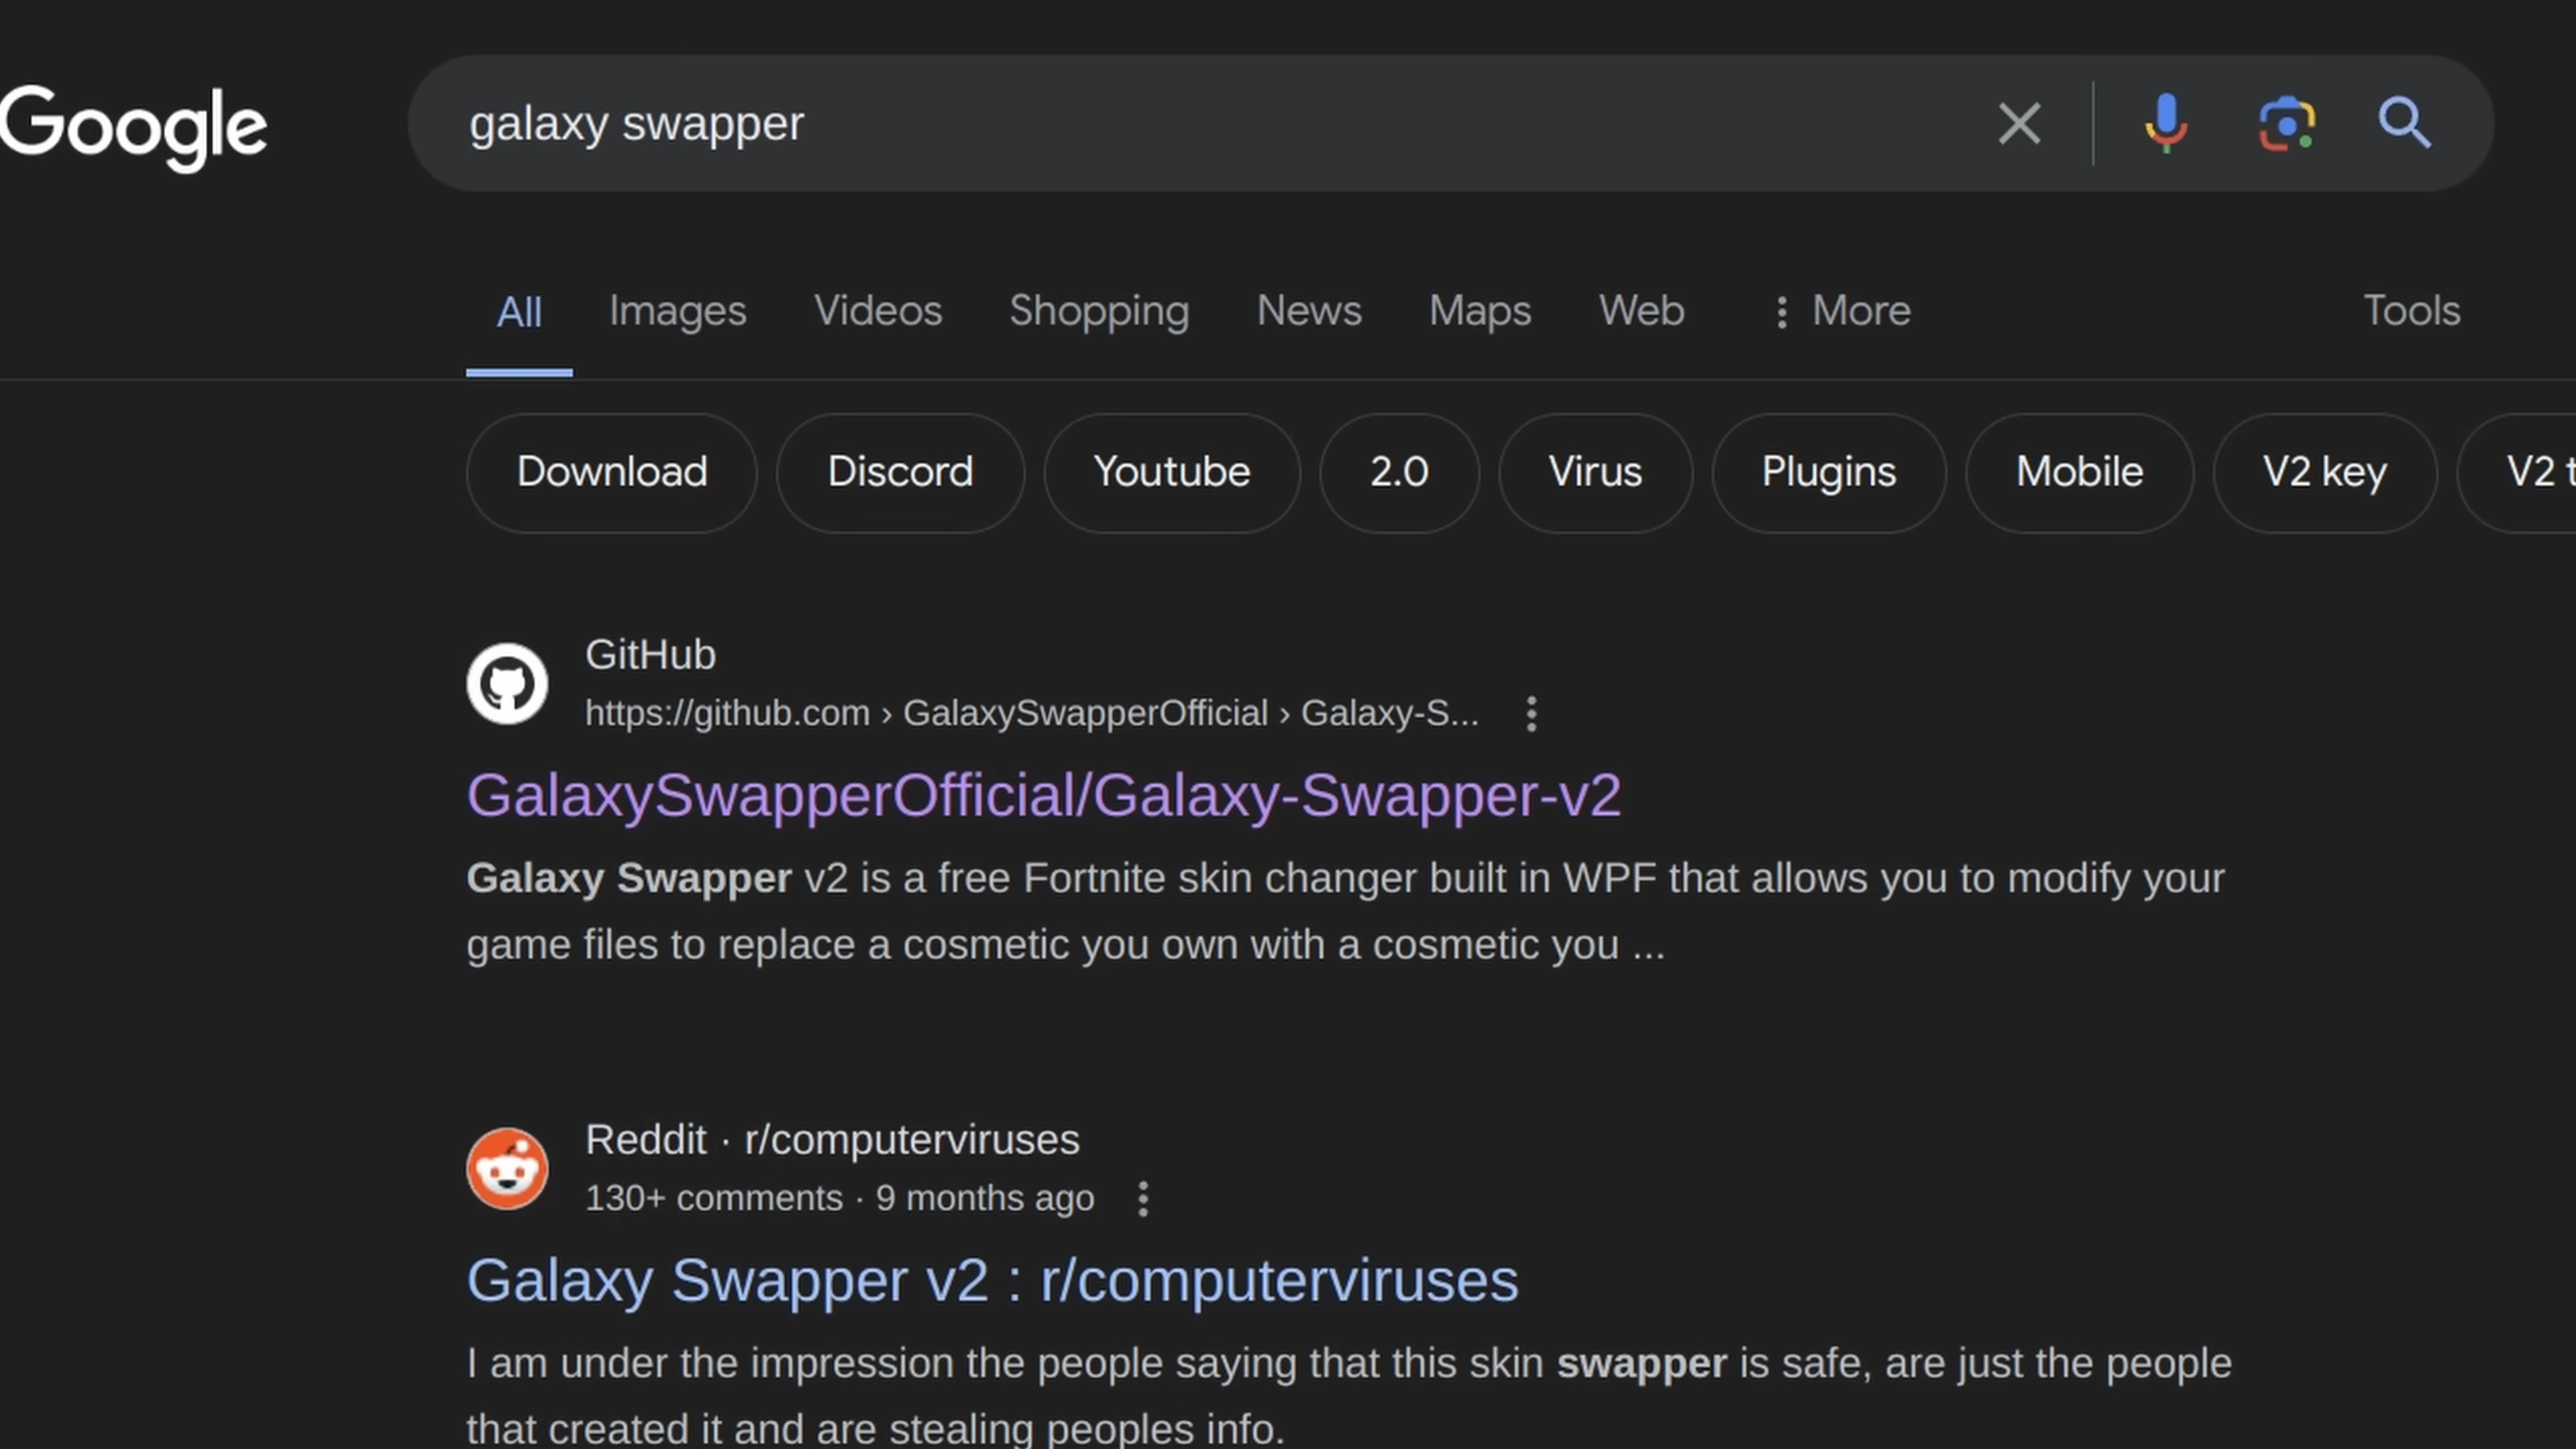 Google
galaxy swapper
All Images Videos Shopping News Maps Web More Tools
Download Discord Youtube 2.0 Virus Plugins Mobile V2 key V2 t
GitHub
https://github.com › GalaxySwapperOfficial › Galaxy-S...
GalaxySwapperOfficial/Galaxy-Swapper-v2
Galaxy Swapper v2 is a free Fortnite skin changer built in WPF that allows you to modify your
game files to replace a cosmetic you own with a cosmetic you ...
Reddit · r/computerviruses
130+ comments · 9 months ago
Galaxy Swapper v2 : r/computerviruses
I am under the impression the people saying that this skin swapper is safe, are just the people
that created it and are stealing peoples info.